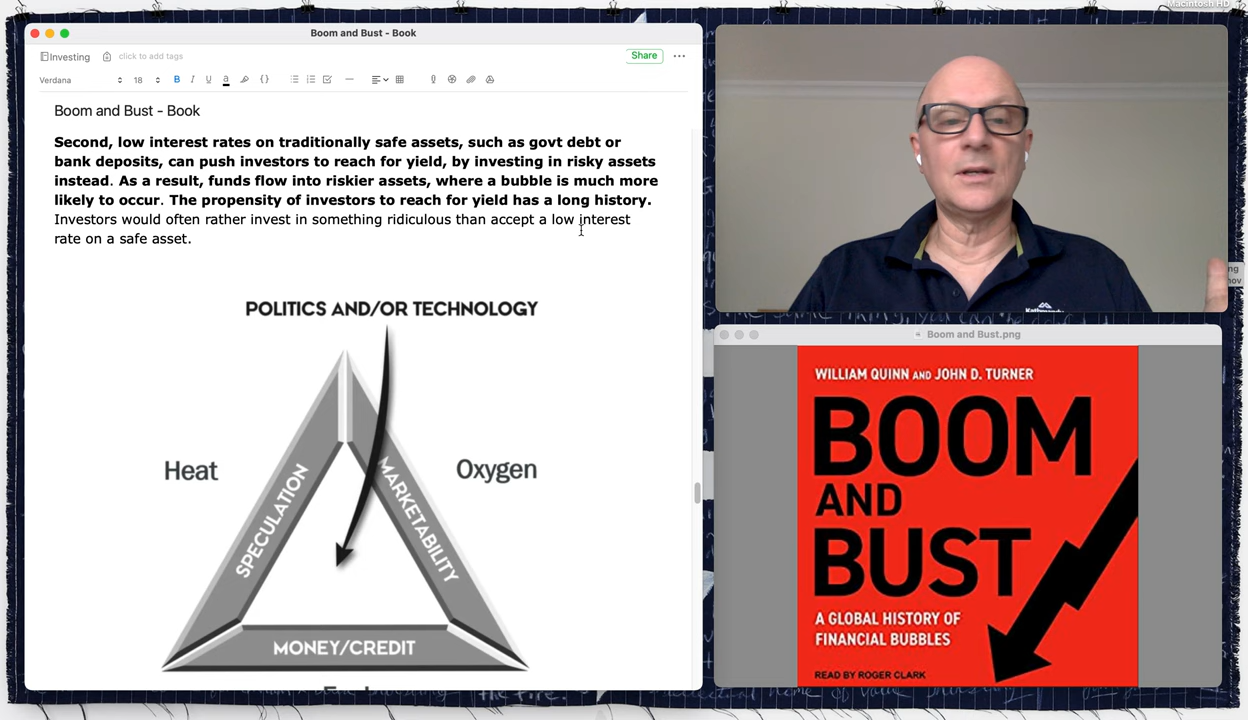 Macintosh HD
Boom and Bust - Book
Investing
click to add tags
Share
Verdana
18
B
I
U
a
Boom and Bust - Book
Second, low interest rates on traditionally safe assets, such as govt debt or
bank deposits, can push investors to reach for yield, by investing in risky assets
instead. As a result, funds flow into riskier assets, where a bubble is much more
likely to occur. The propensity of investors to reach for yield has a long history.
Investors would often rather invest in something ridiculous than accept a low interest
rate on a safe asset.
POLITICS AND/OR TECHNOLOGY
Heat
Oxygen
SPECULATION
MARKETABILITY
MONEY/CREDIT
Kathmandu
Boom and Bust.png
WILLIAM QUINN AND JOHN D. TURNER
BOOM
AND
BUST
A GLOBAL HISTORY OF
FINANCIAL BUBBLES
READ BY ROGER CLARK
the fire.